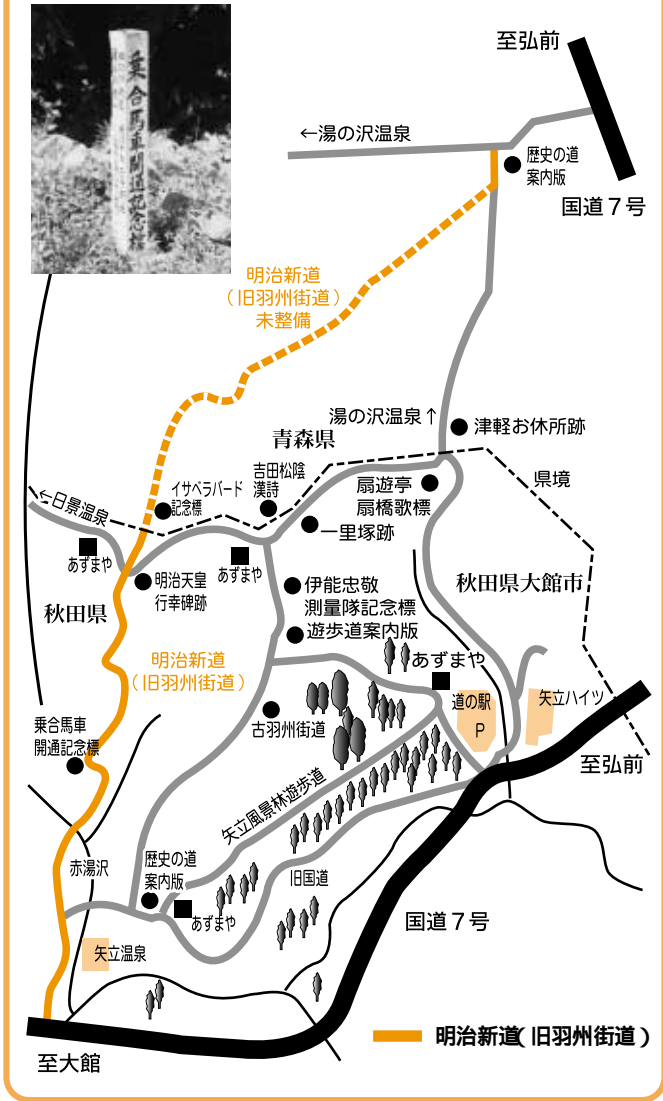 乗合馬車開通記念標
至弘前
←湯の沢温泉
歴史の道
案内版
国道７号
明治新道
（旧羽州街道）
未整備
湯の沢温泉↑
津軽お休所跡
青森県
県境
吉田松陰
漢詩
イサベラバード
記念標
扇遊亭
扇橋歌標
←日景温泉
一里塚跡
あずまや
あずまや
明治天皇
行幸碑跡
伊能忠敬
測量隊記念標
遊歩道案内版
秋田県大館市
秋田県
明治新道
（旧羽州街道）
あずまや
道の駅
P
矢立ハイツ
古羽州街道
乗合馬車
開通記念標
至弘前
矢立風景林遊歩道
歴史の道
案内版
赤湯沢
旧国道
あずまや
国道７号
矢立温泉
明治新道（旧羽州街道）
至大館